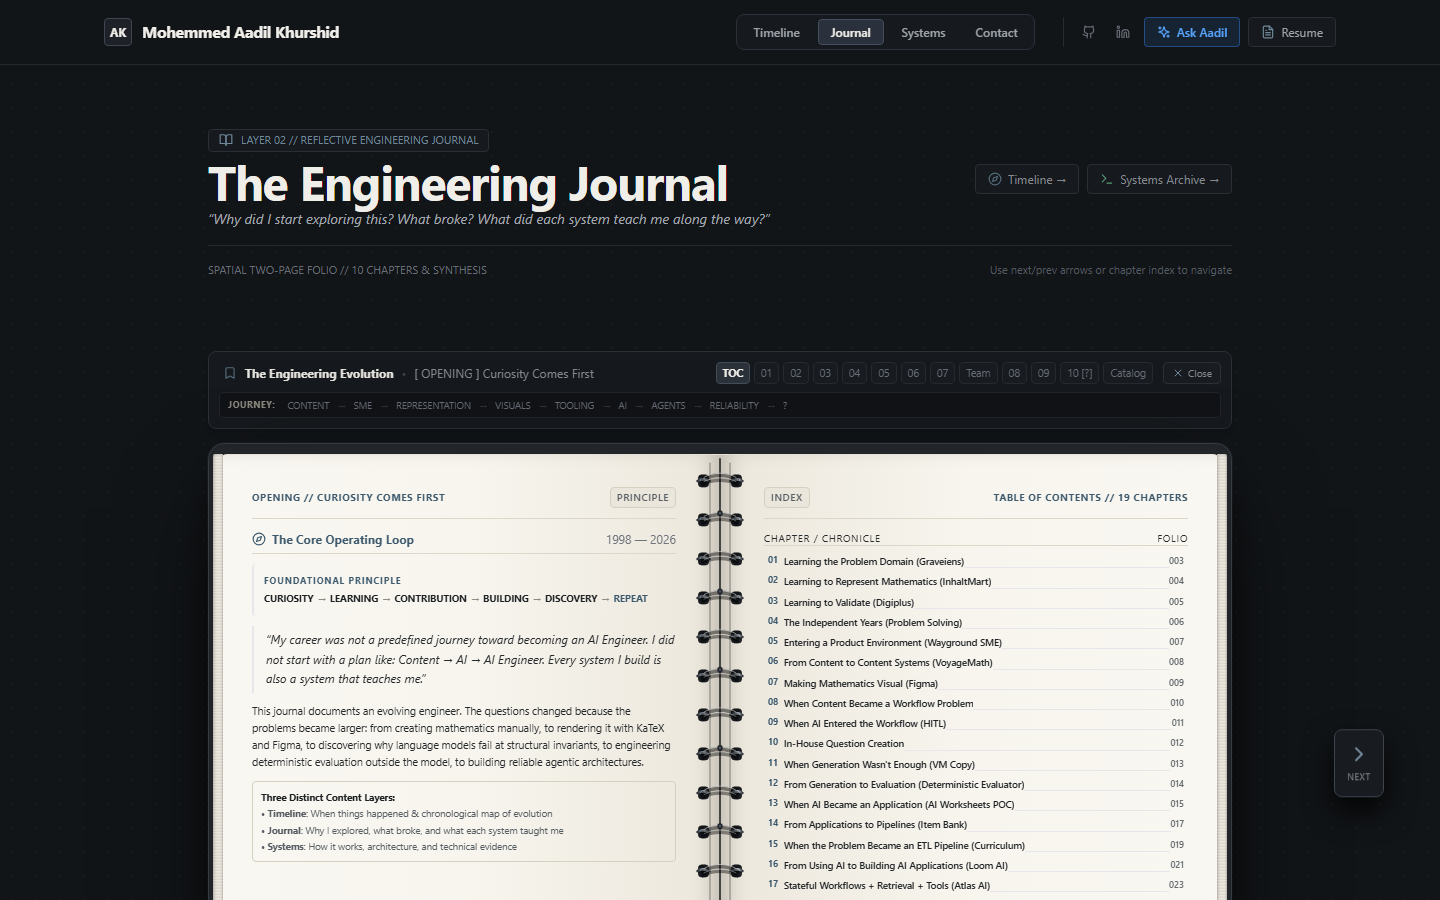 AK Mohemmed Aadil Khurshid Timeline Journal Systems Contact Ask Aadil Resume
LAYER 02 // REFLECTIVE ENGINEERING JOURNAL
The Engineering Journal
Timeline → Systems Archive →
“Why did I start exploring this? What broke? What did each system teach me along the way?”
SPATIAL TWO-PAGE FOLIO // 10 CHAPTERS & SYNTHESIS
Use next/prev arrows or chapter index to navigate
The Engineering Evolution • [ OPENING ] Curiosity Comes First
TOC 01 02 03 04 05 06 07 Team 08 09 10 [?] Catalog × Close
JOURNEY: CONTENT → SME → REPRESENTATION → VISUALS → TOOLING → AI → AGENTS → RELIABILITY → ?
OPENING // CURIOSITY COMES FIRST PRINCIPLE
The Core Operating Loop 1998 — 2026
FOUNDATIONAL PRINCIPLE
CURIOSITY → LEARNING → CONTRIBUTION → BUILDING → DISCOVERY → REPEAT
“My career was not a predefined journey toward becoming an AI Engineer. I did
not start with a plan like: Content → AI → AI Engineer. Every system I build is
also a system that teaches me.”
This journal documents an evolving engineer. The questions changed because the
problems became larger: from creating mathematics manually, to rendering it with KaTeX
and Figma, to discovering why language models fail at structural invariants, to engineering
deterministic evaluation outside the model, to building reliable agentic architectures.
Three Distinct Content Layers:
• Timeline: When things happened & chronological map of evolution
• Journal: Why I explored, what broke, and what each system taught me
• Systems: How it works, architecture, and technical evidence
INDEX TABLE OF CONTENTS // 19 CHAPTERS
CHAPTER / CHRONICLE FOLIO
01 Learning the Problem Domain (Graveiens) 003
02 Learning to Represent Mathematics (InhaltMart) 004
03 Learning to Validate (Digiplus) 005
04 The Independent Years (Problem Solving) 006
05 Entering a Product Environment (Wayground SME) 007
06 From Content to Content Systems (VoyageMath) 008
07 Making Mathematics Visual (Figma) 009
08 When Content Became a Workflow Problem 010
09 When AI Entered the Workflow (HITL) 011
10 In-House Question Creation 012
11 When Generation Wasn't Enough (VM Copy) 013
12 From Generation to Evaluation (Deterministic Evaluator) 014
13 When AI Became an Application (AI Worksheets POC) 015
14 From Applications to Pipelines (Item Bank) 017
15 When the Problem Became an ETL Pipeline (Curriculum) 019
16 From Using AI to Building AI Applications (Loom AI) 021
17 Stateful Workflows + Retrieval + Tools (Atlas AI) 023
NEXT